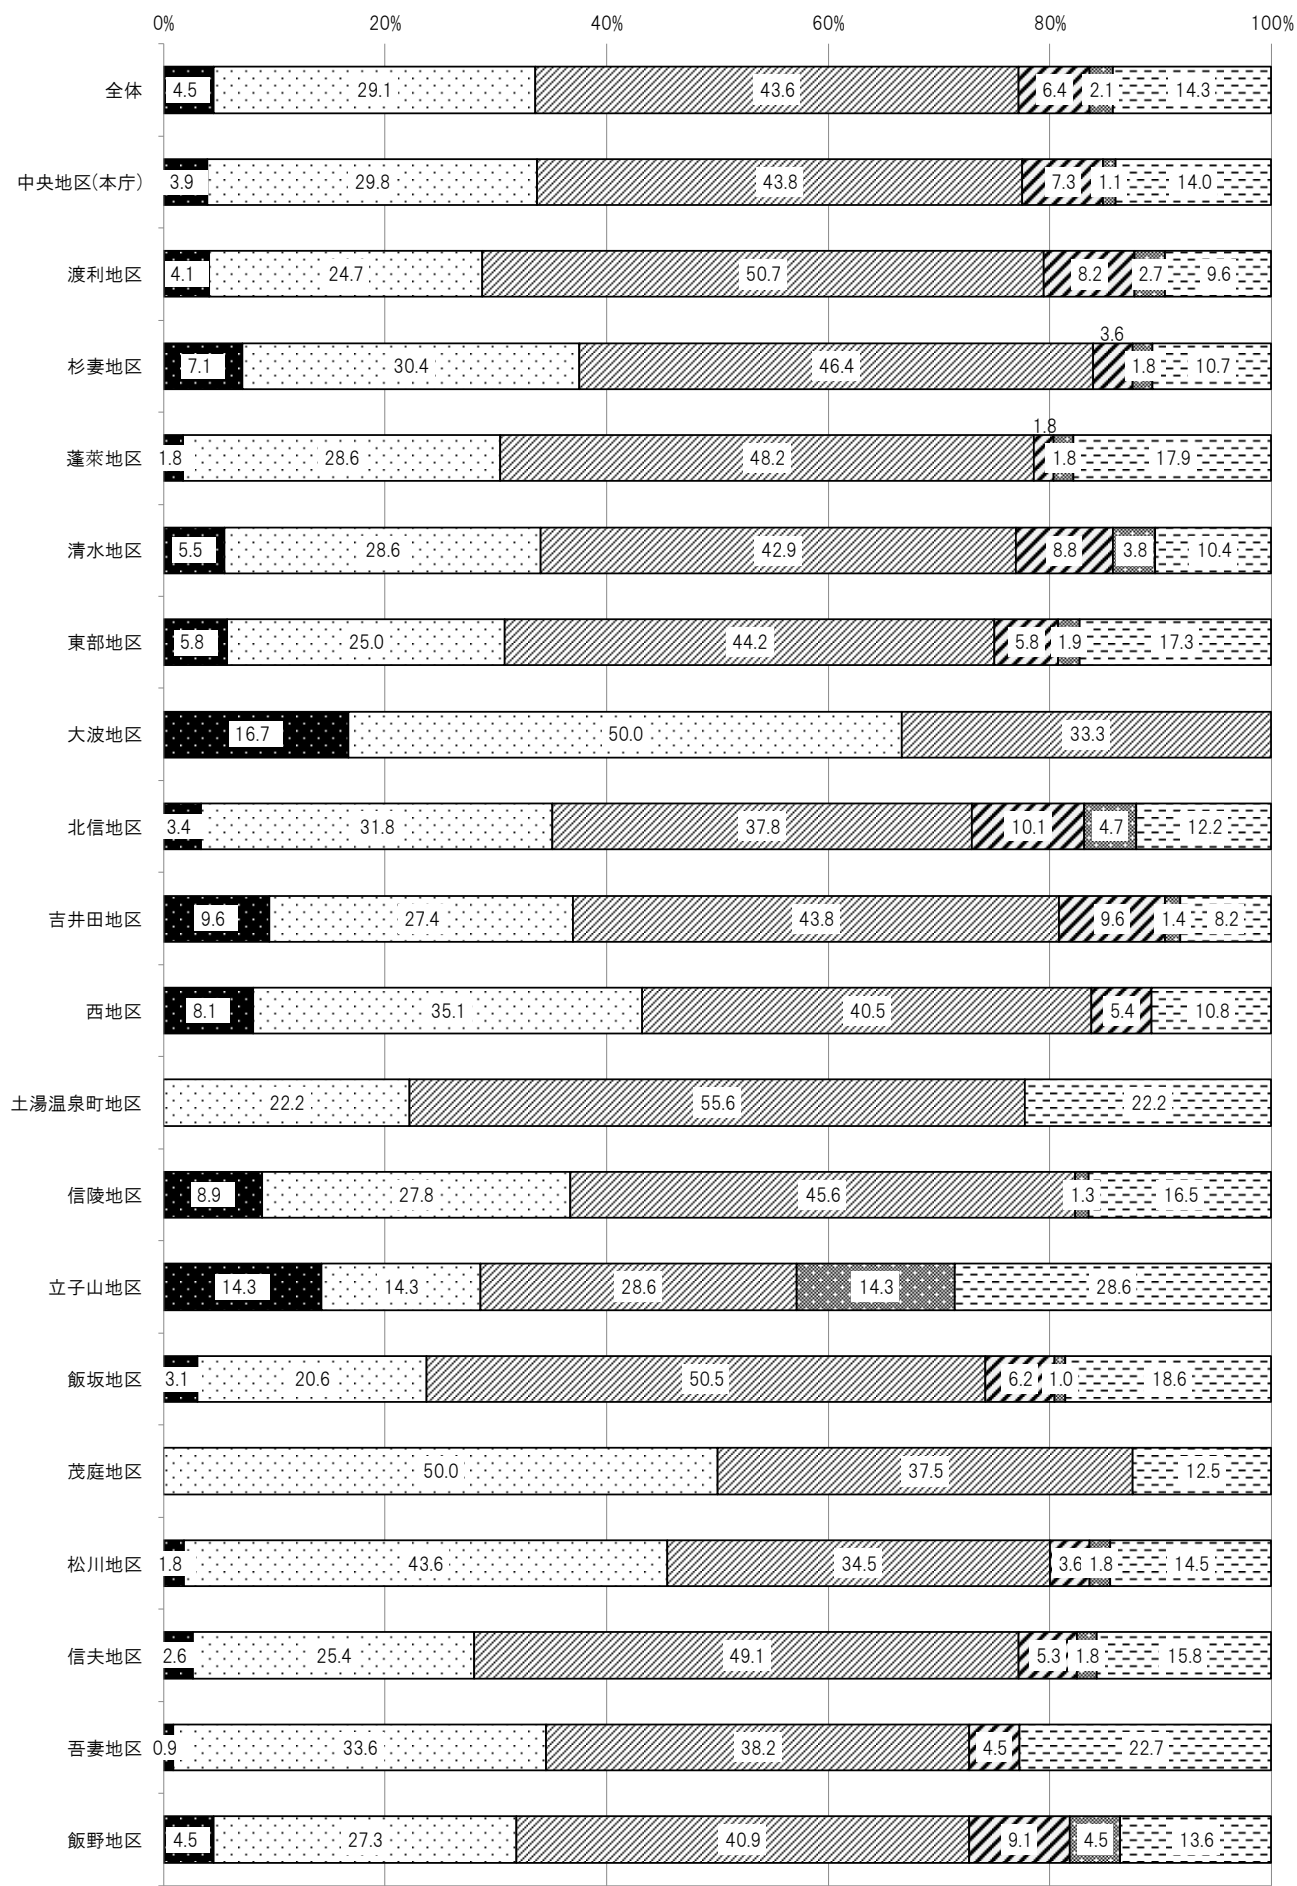 0% 20% 40% 60% 80% 100%
全体 4.5 29.1 43.6 6.4 2.1 14.3
中央地区(本庁) 3.9 29.8 43.8 7.3 1.1 14.0
渡利地区 4.1 24.7 50.7 8.2 2.7 9.6
3.6
杉妻地区 7.1 30.4 46.4 1.8 10.7
1.8
蓬萊地区 1.8 28.6 48.2 1.8 17.9
清水地区 5.5 28.6 42.9 8.8 3.8 10.4
東部地区 5.8 25.0 44.2 5.8 1.9 17.3
大波地区 16.7 50.0 33.3
北信地区 3.4 31.8 37.8 10.1 4.7 12.2
吉井田地区 9.6 27.4 43.8 9.6 1.4 8.2
西地区 8.1 35.1 40.5 5.4 10.8
土湯温泉町地区 22.2 55.6 22.2
信陵地区 8.9 27.8 45.6 1.3 16.5
立子山地区 14.3 14.3 28.6 14.3 28.6
飯坂地区 3.1 20.6 50.5 6.2 1.0 18.6
茂庭地区 50.0 37.5 12.5
松川地区 1.8 43.6 34.5 3.6 1.8 14.5
信夫地区 2.6 25.4 49.1 5.3 1.8 15.8
吾妻地区 0.9 33.6 38.2 4.5 22.7
飯野地区 4.5 27.3 40.9 9.1 4.5 13.6